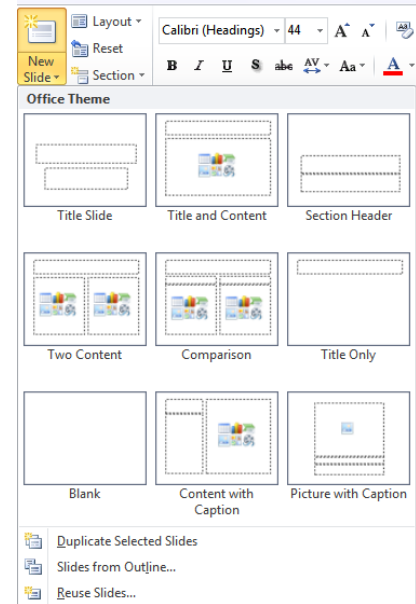 Layout
Calibri (Headings) 44 A A
Reset
New
Slide
Section
B I U S abc AV Aa A
Office Theme
Title Slide Title and Content Section Header
Two Content Comparison Title Only
Blank Content with Caption Picture with Caption
Duplicate Selected Slides
Slides from Outline...
Reuse Slides...